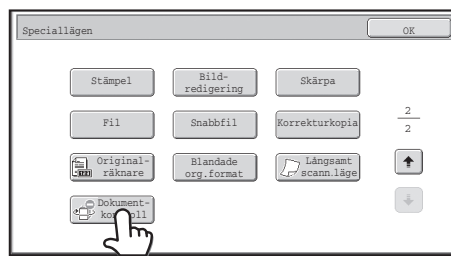 Speciallägen
OK
Stämpel
Bild-
redigering
Skärpa
Fil
Snabbfil
Korrekturkopia
2
2
Original-
räknare
Blandade
org.format
Långsamt
scann.läge
Dokument-